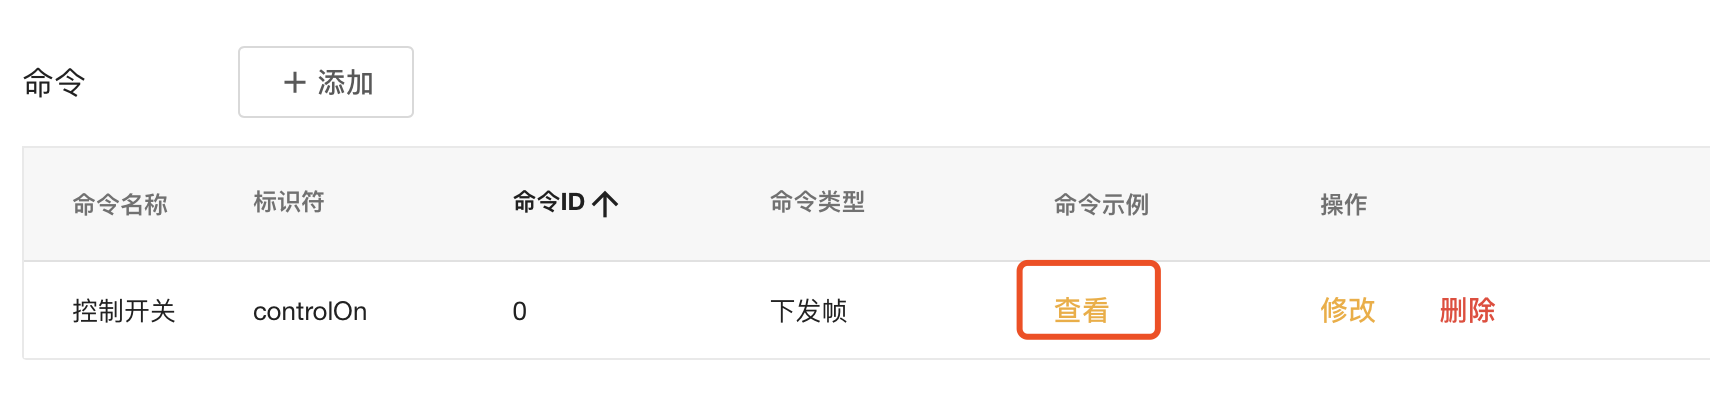 命令 + 添加
命令名称 标识符 命令ID↑ 命令类型 命令示例 操作
控制开关 controlOn 0 下发帧 查看 修改 删除